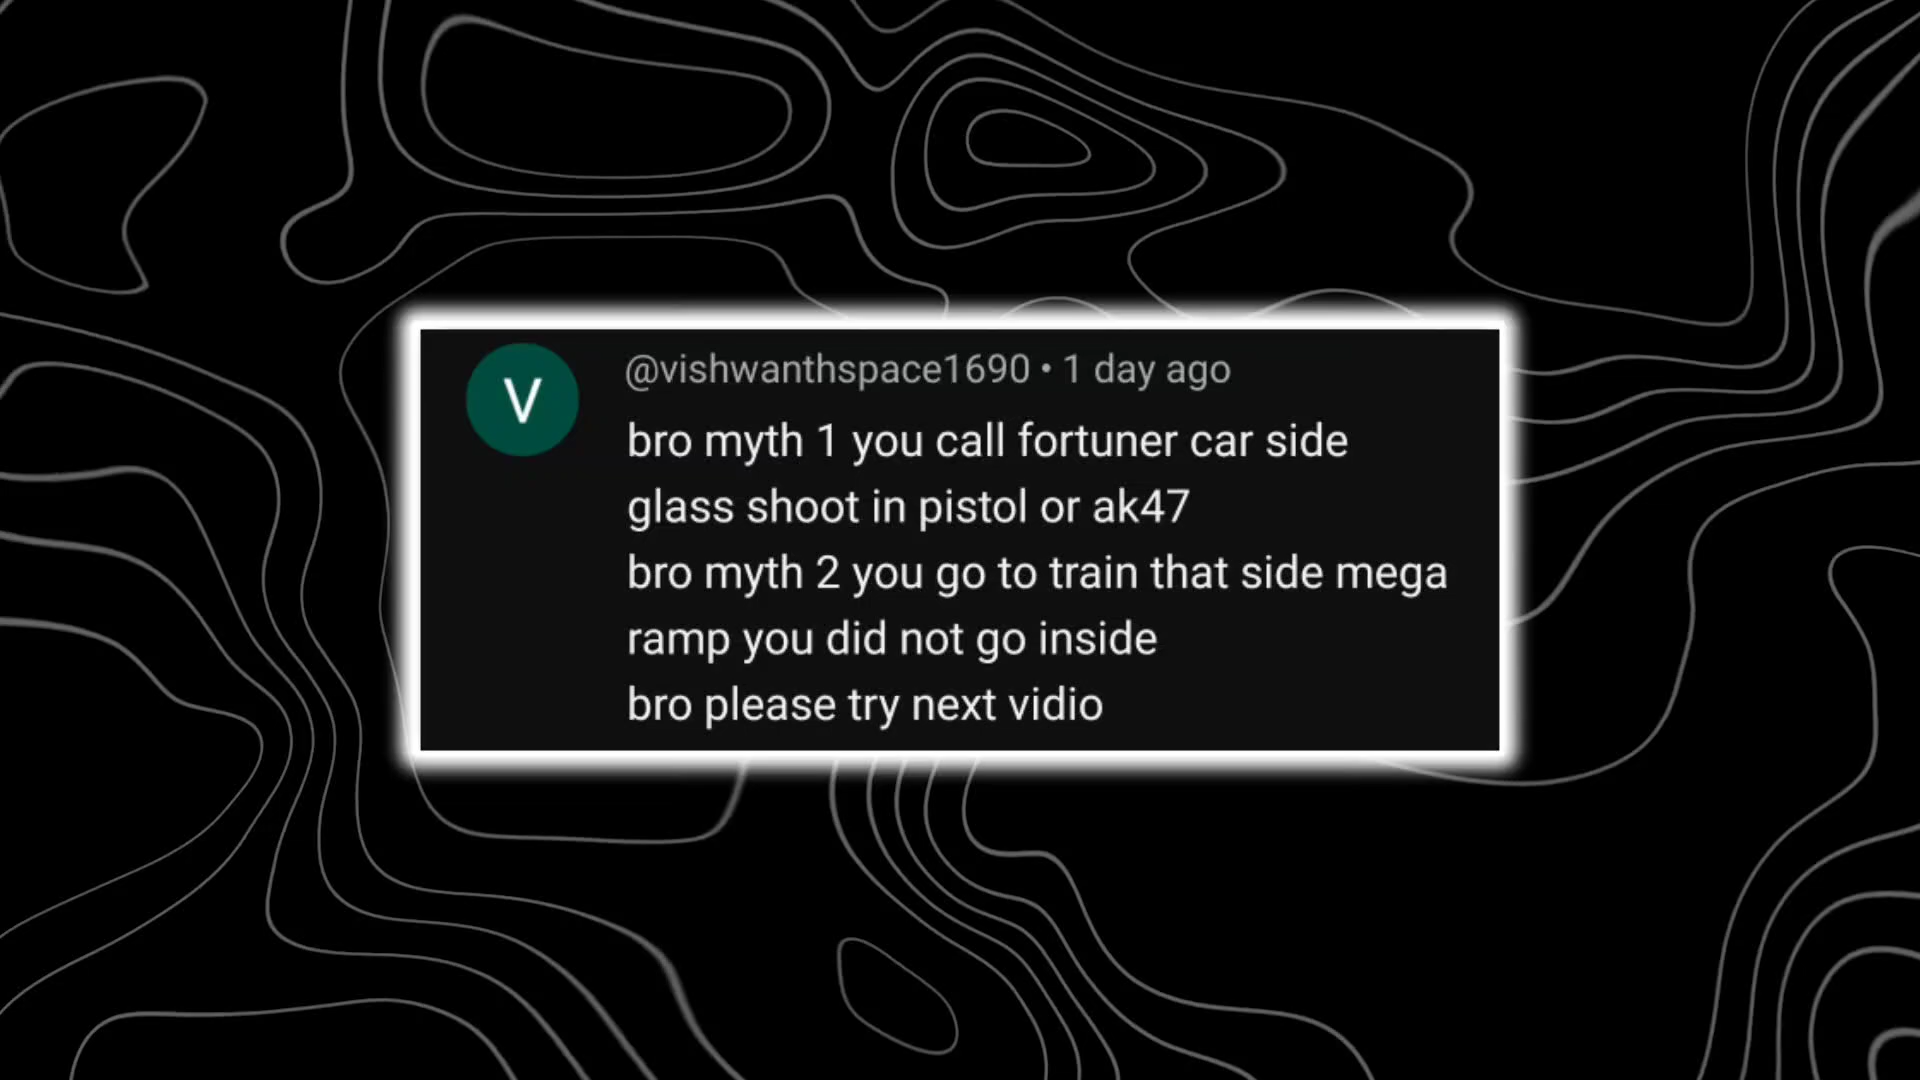 V
@vishwanthspace1690 • 1 day ago
bro myth 1 you call fortuner car side
glass shoot in pistol or ak47
bro myth 2 you go to train that side mega
ramp you did not go inside
bro please try next vidio